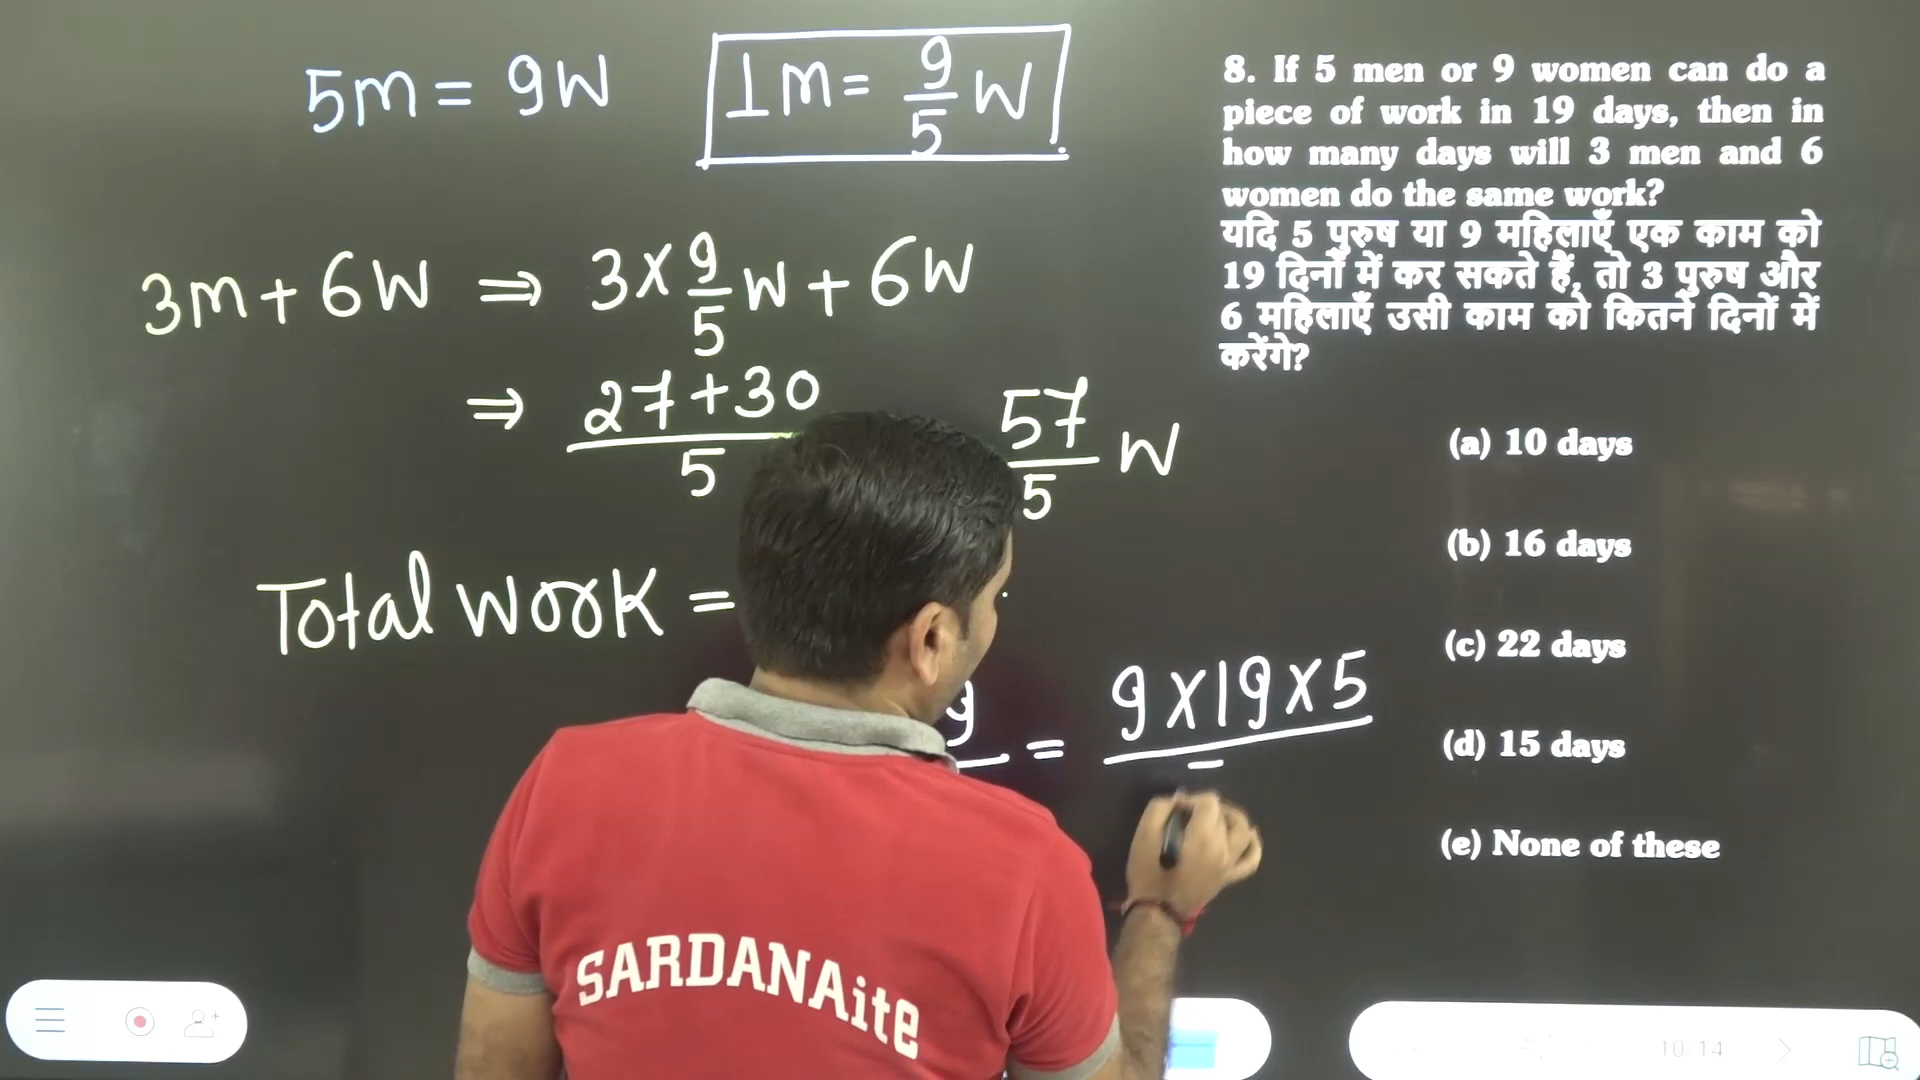 5m = 9W
1m = 9/5 W
3m + 6W ⇒ 3 × 9/5 W + 6W
⇒ 27+30/5
57/5 W
Total work =
9
= 9×19×5
8. If 5 men or 9 women can do a
piece of work in 19 days, then in
how many days will 3 men and 6
women do the same work?
यदि 5 पुरुष या 9 महिलाएँ एक काम को
19 दिनों में कर सकते हैं, तो 3 पुरुष और
6 महिलाएँ उसी काम को कितने दिनों में
करेंगे?
(a) 10 days
(b) 16 days
(c) 22 days
(d) 15 days
(e) None of these
SARDANAite
10/14